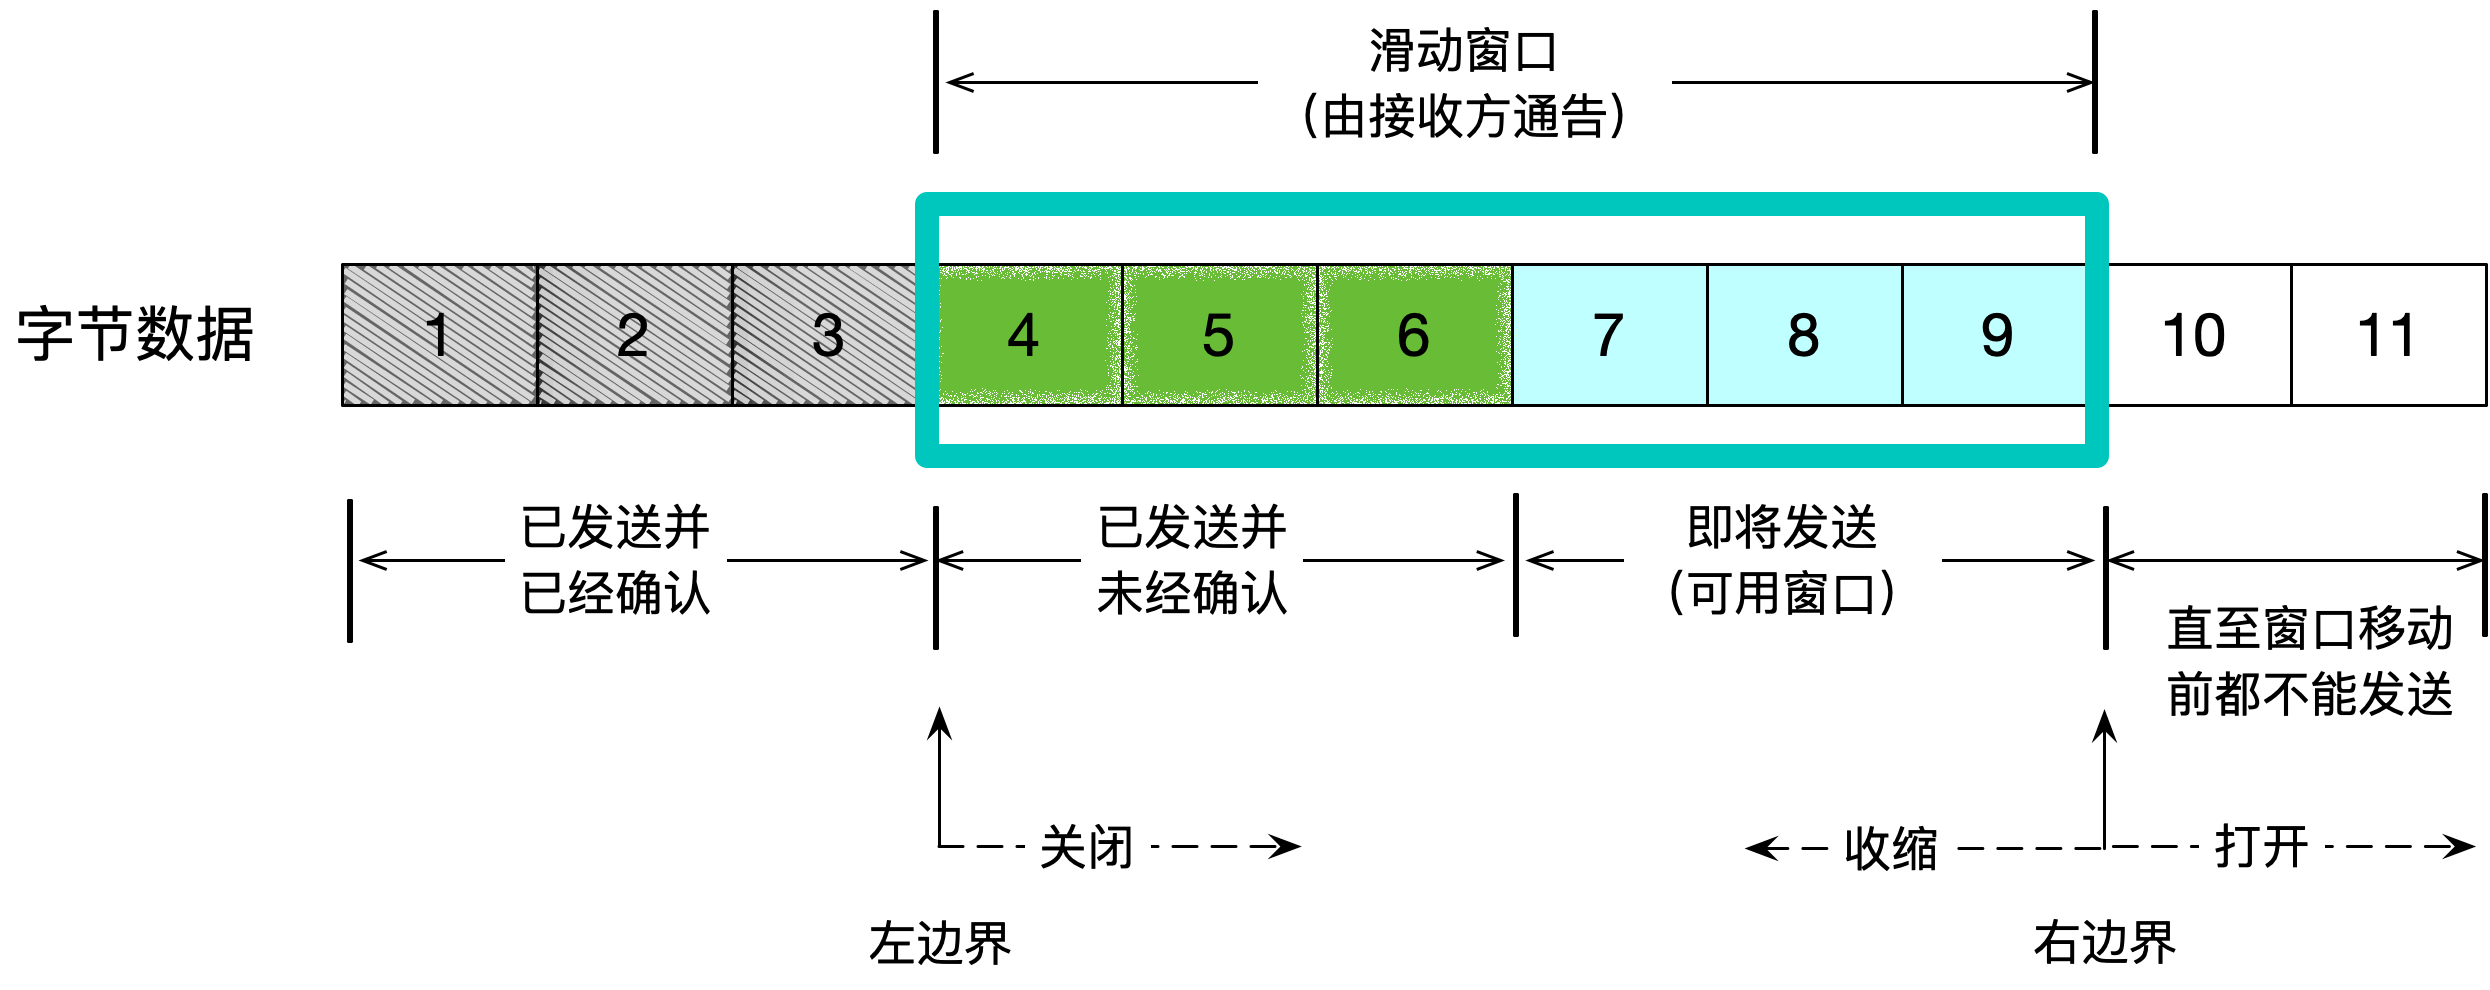 滑动窗口
(由接收方通告)
字节数据
1 2 3 4 5 6 7 8 9 10 11
已发送并
已经确认
已发送并
未经确认
即将发送
(可用窗口)
直至窗口移动
前都不能发送
关闭
收缩
打开
左边界
右边界